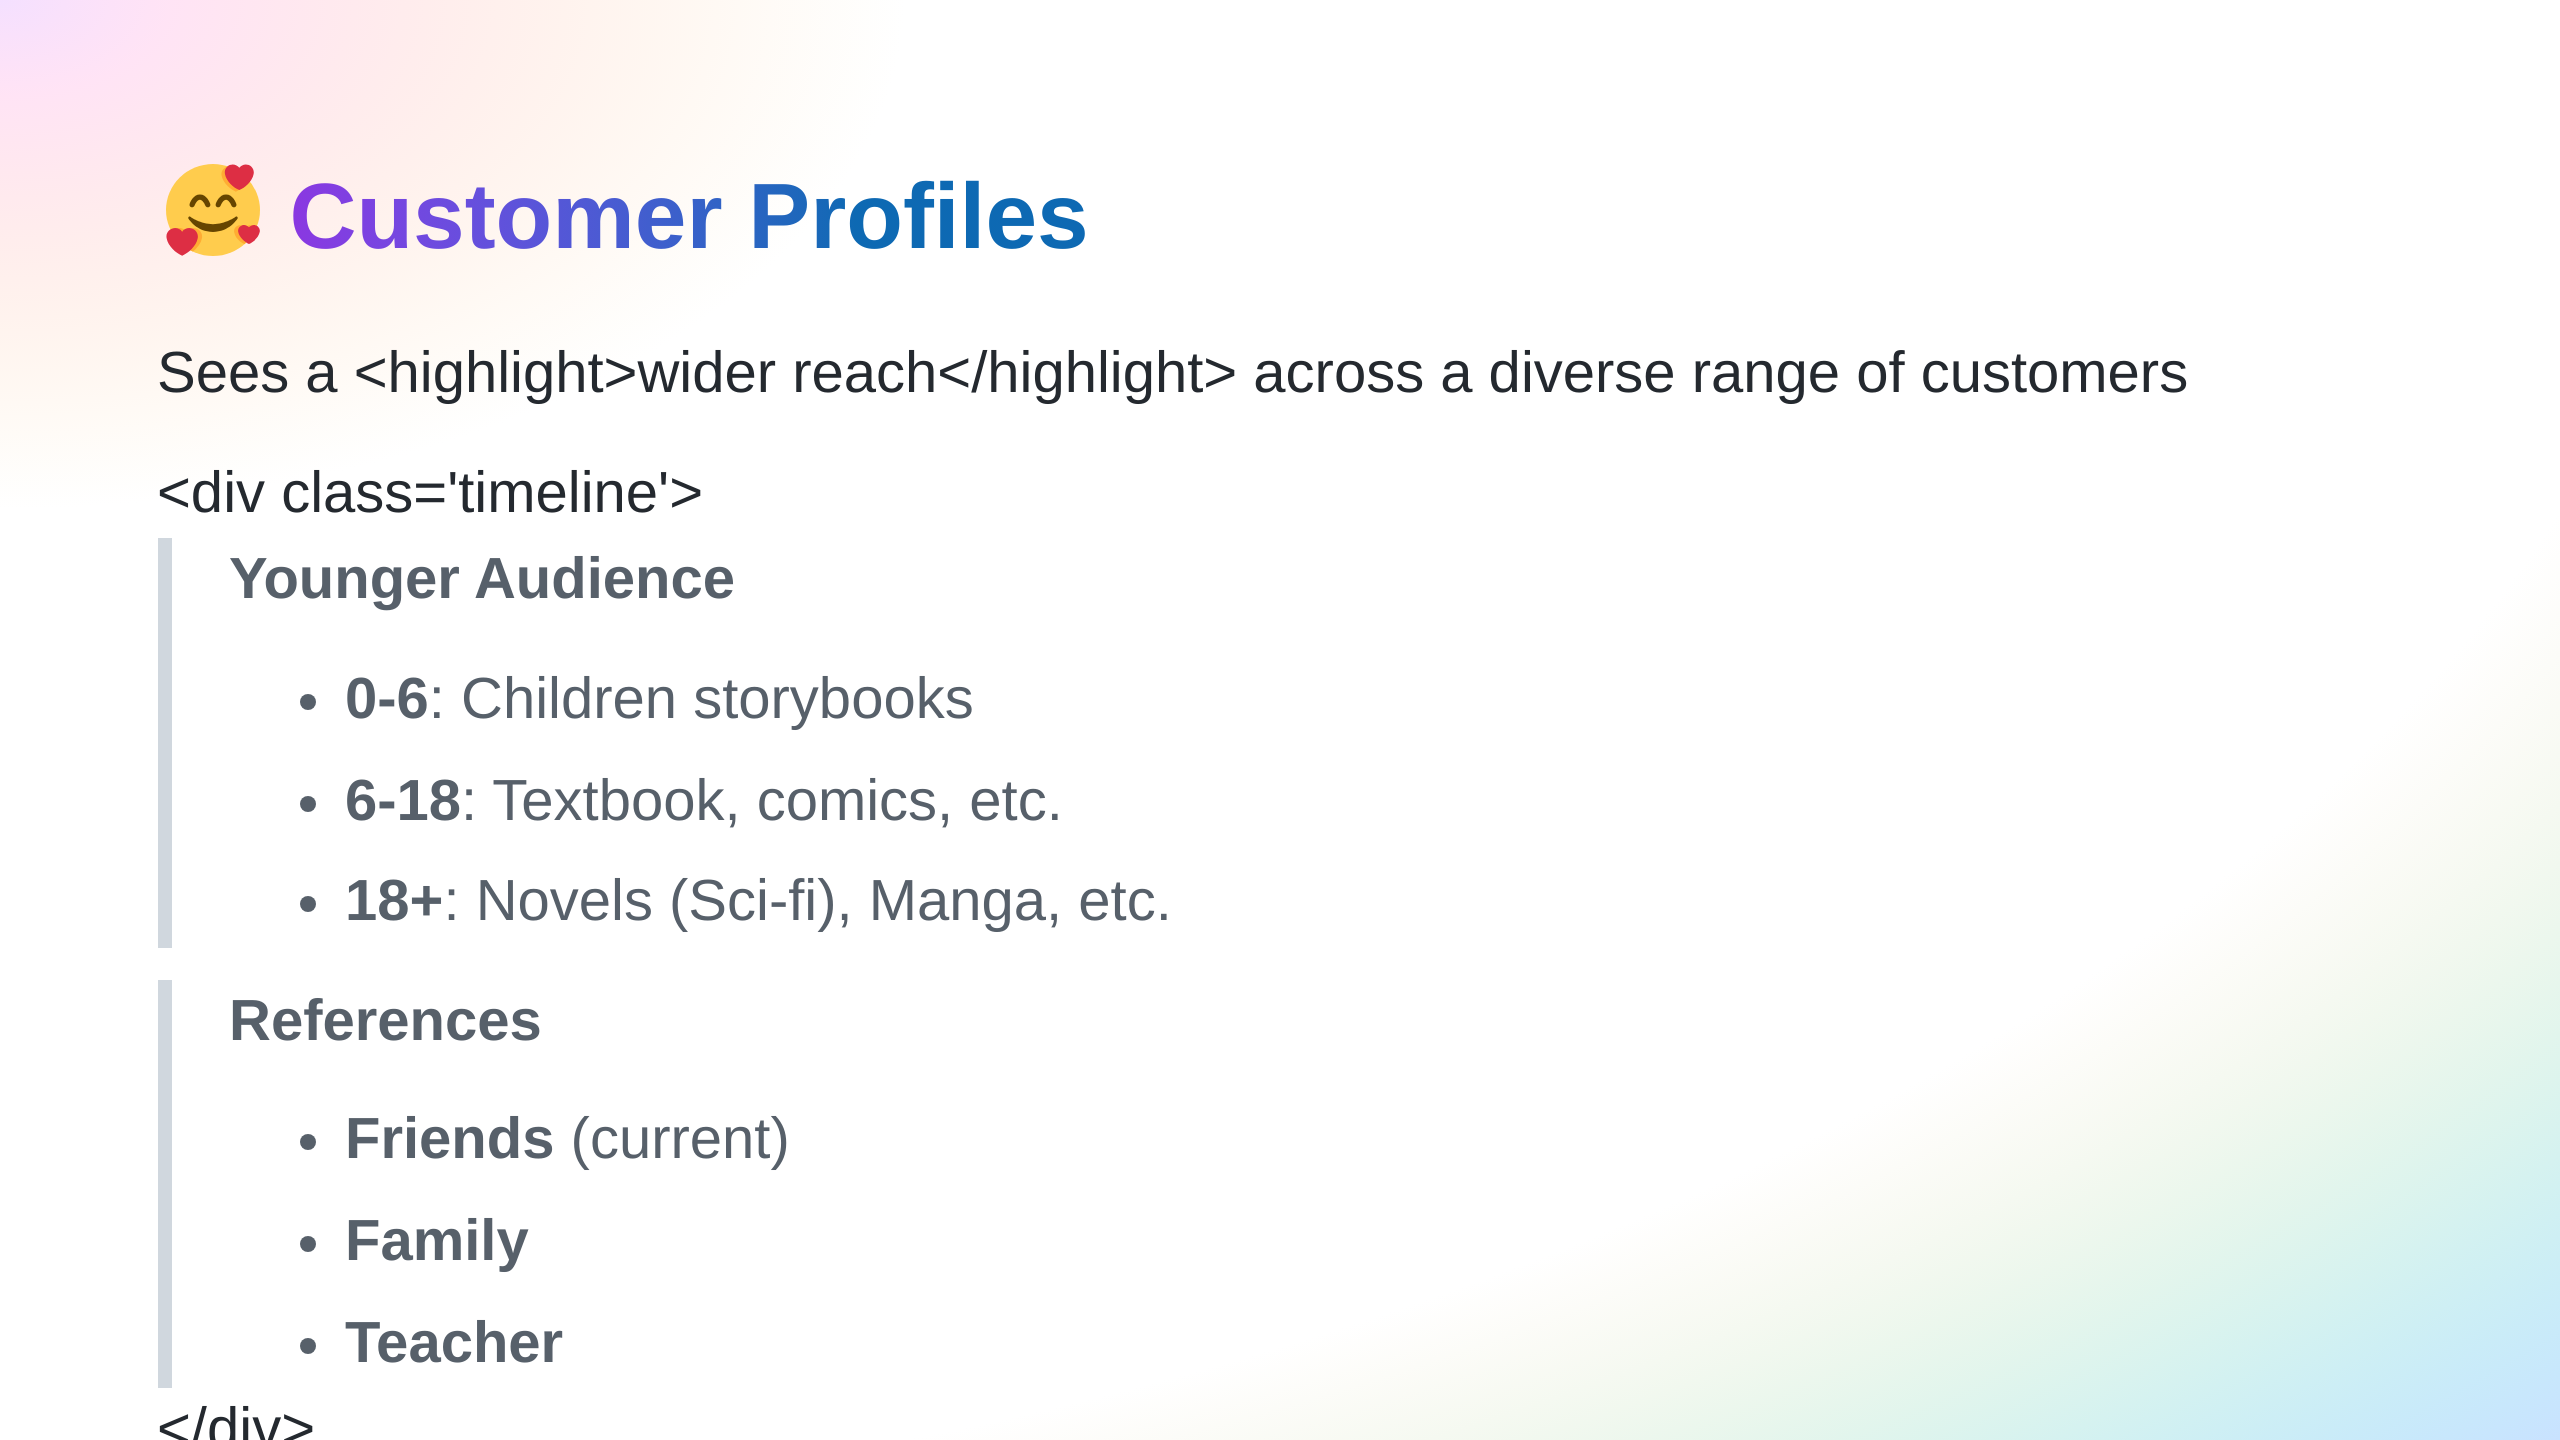 🥰 Customer Profiles
Sees a <highlight>wider reach</highlight> across a diverse range of customers
<div class='timeline'>
Younger Audience
• 0-6: Children storybooks
• 6-18: Textbook, comics, etc.
• 18+: Novels (Sci-fi), Manga, etc.
References
• Friends (current)
• Family
• Teacher
</div>